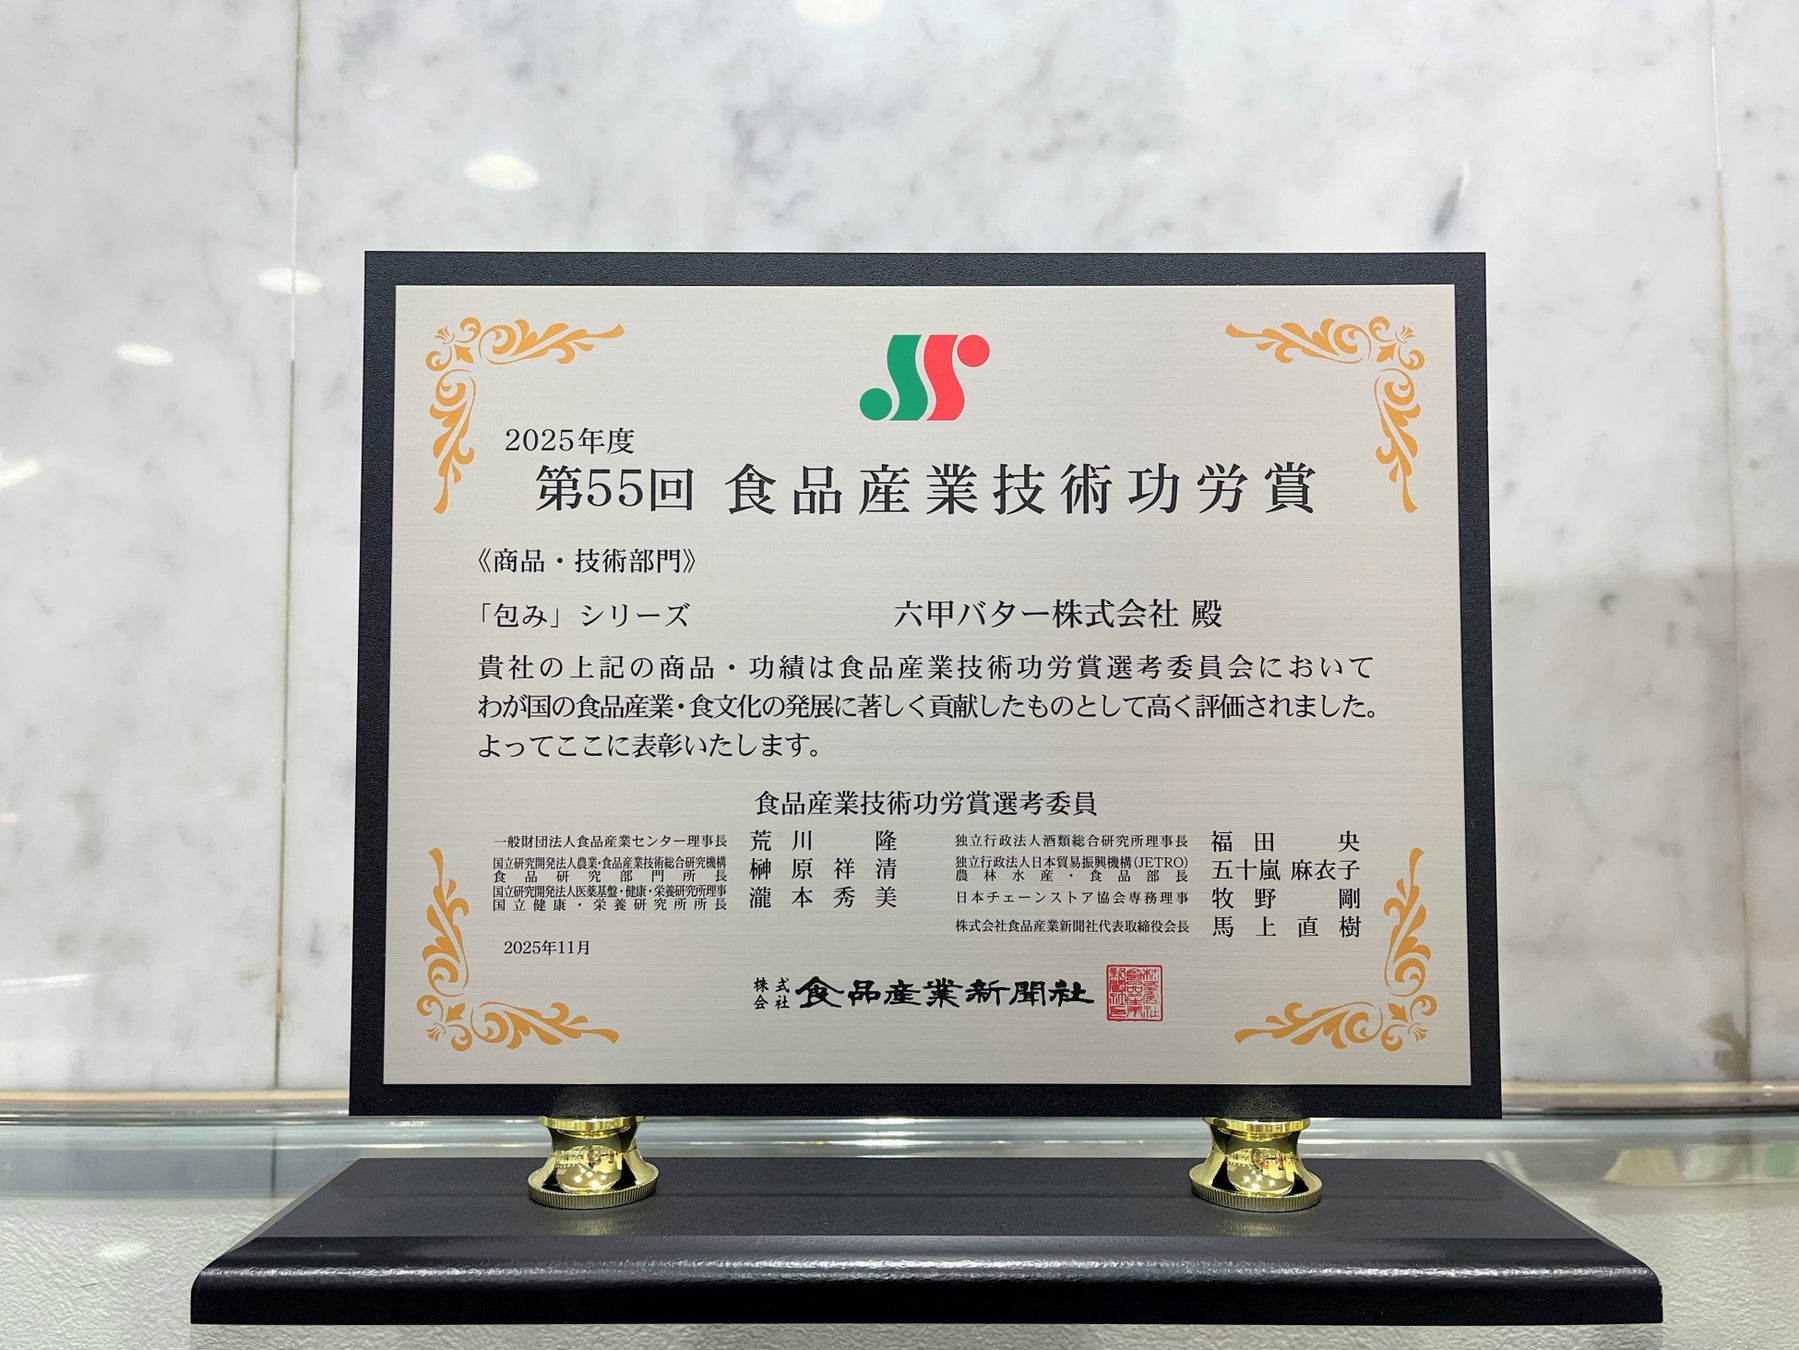 2025年度
第55回 食品産業技術功労賞
《商品・技術部門》
「包み」シリーズ 六甲バター株式会社 殿
貴社の上記の商品・功績は食品産業技術功労賞選考委員会において
わが国の食品産業・食文化の発展に著しく貢献したものとして高く評価されました。
よってここに表彰いたします。
食品産業技術功労賞選考委員
一般財団法人食品産業センター理事長 荒川 隆
国立研究開発法人農業・食品産業技術総合研究機構
食品研究部門所長 榊原祥清
国立研究開発法人医薬基盤・健康・栄養研究所理事
国立健康・栄養研究所所長 瀧本秀美
独立行政法人酒類総合研究所理事長 福田 央
独立行政法人日本貿易振興機構(JETRO)
農林水産・食品部長 五十嵐 麻衣子
日本チェーンストア協会専務理事 牧野 剛
株式会社食品産業新聞社代表取締役会長 馬上直樹
2025年11月
株式会社 食品産業新聞社